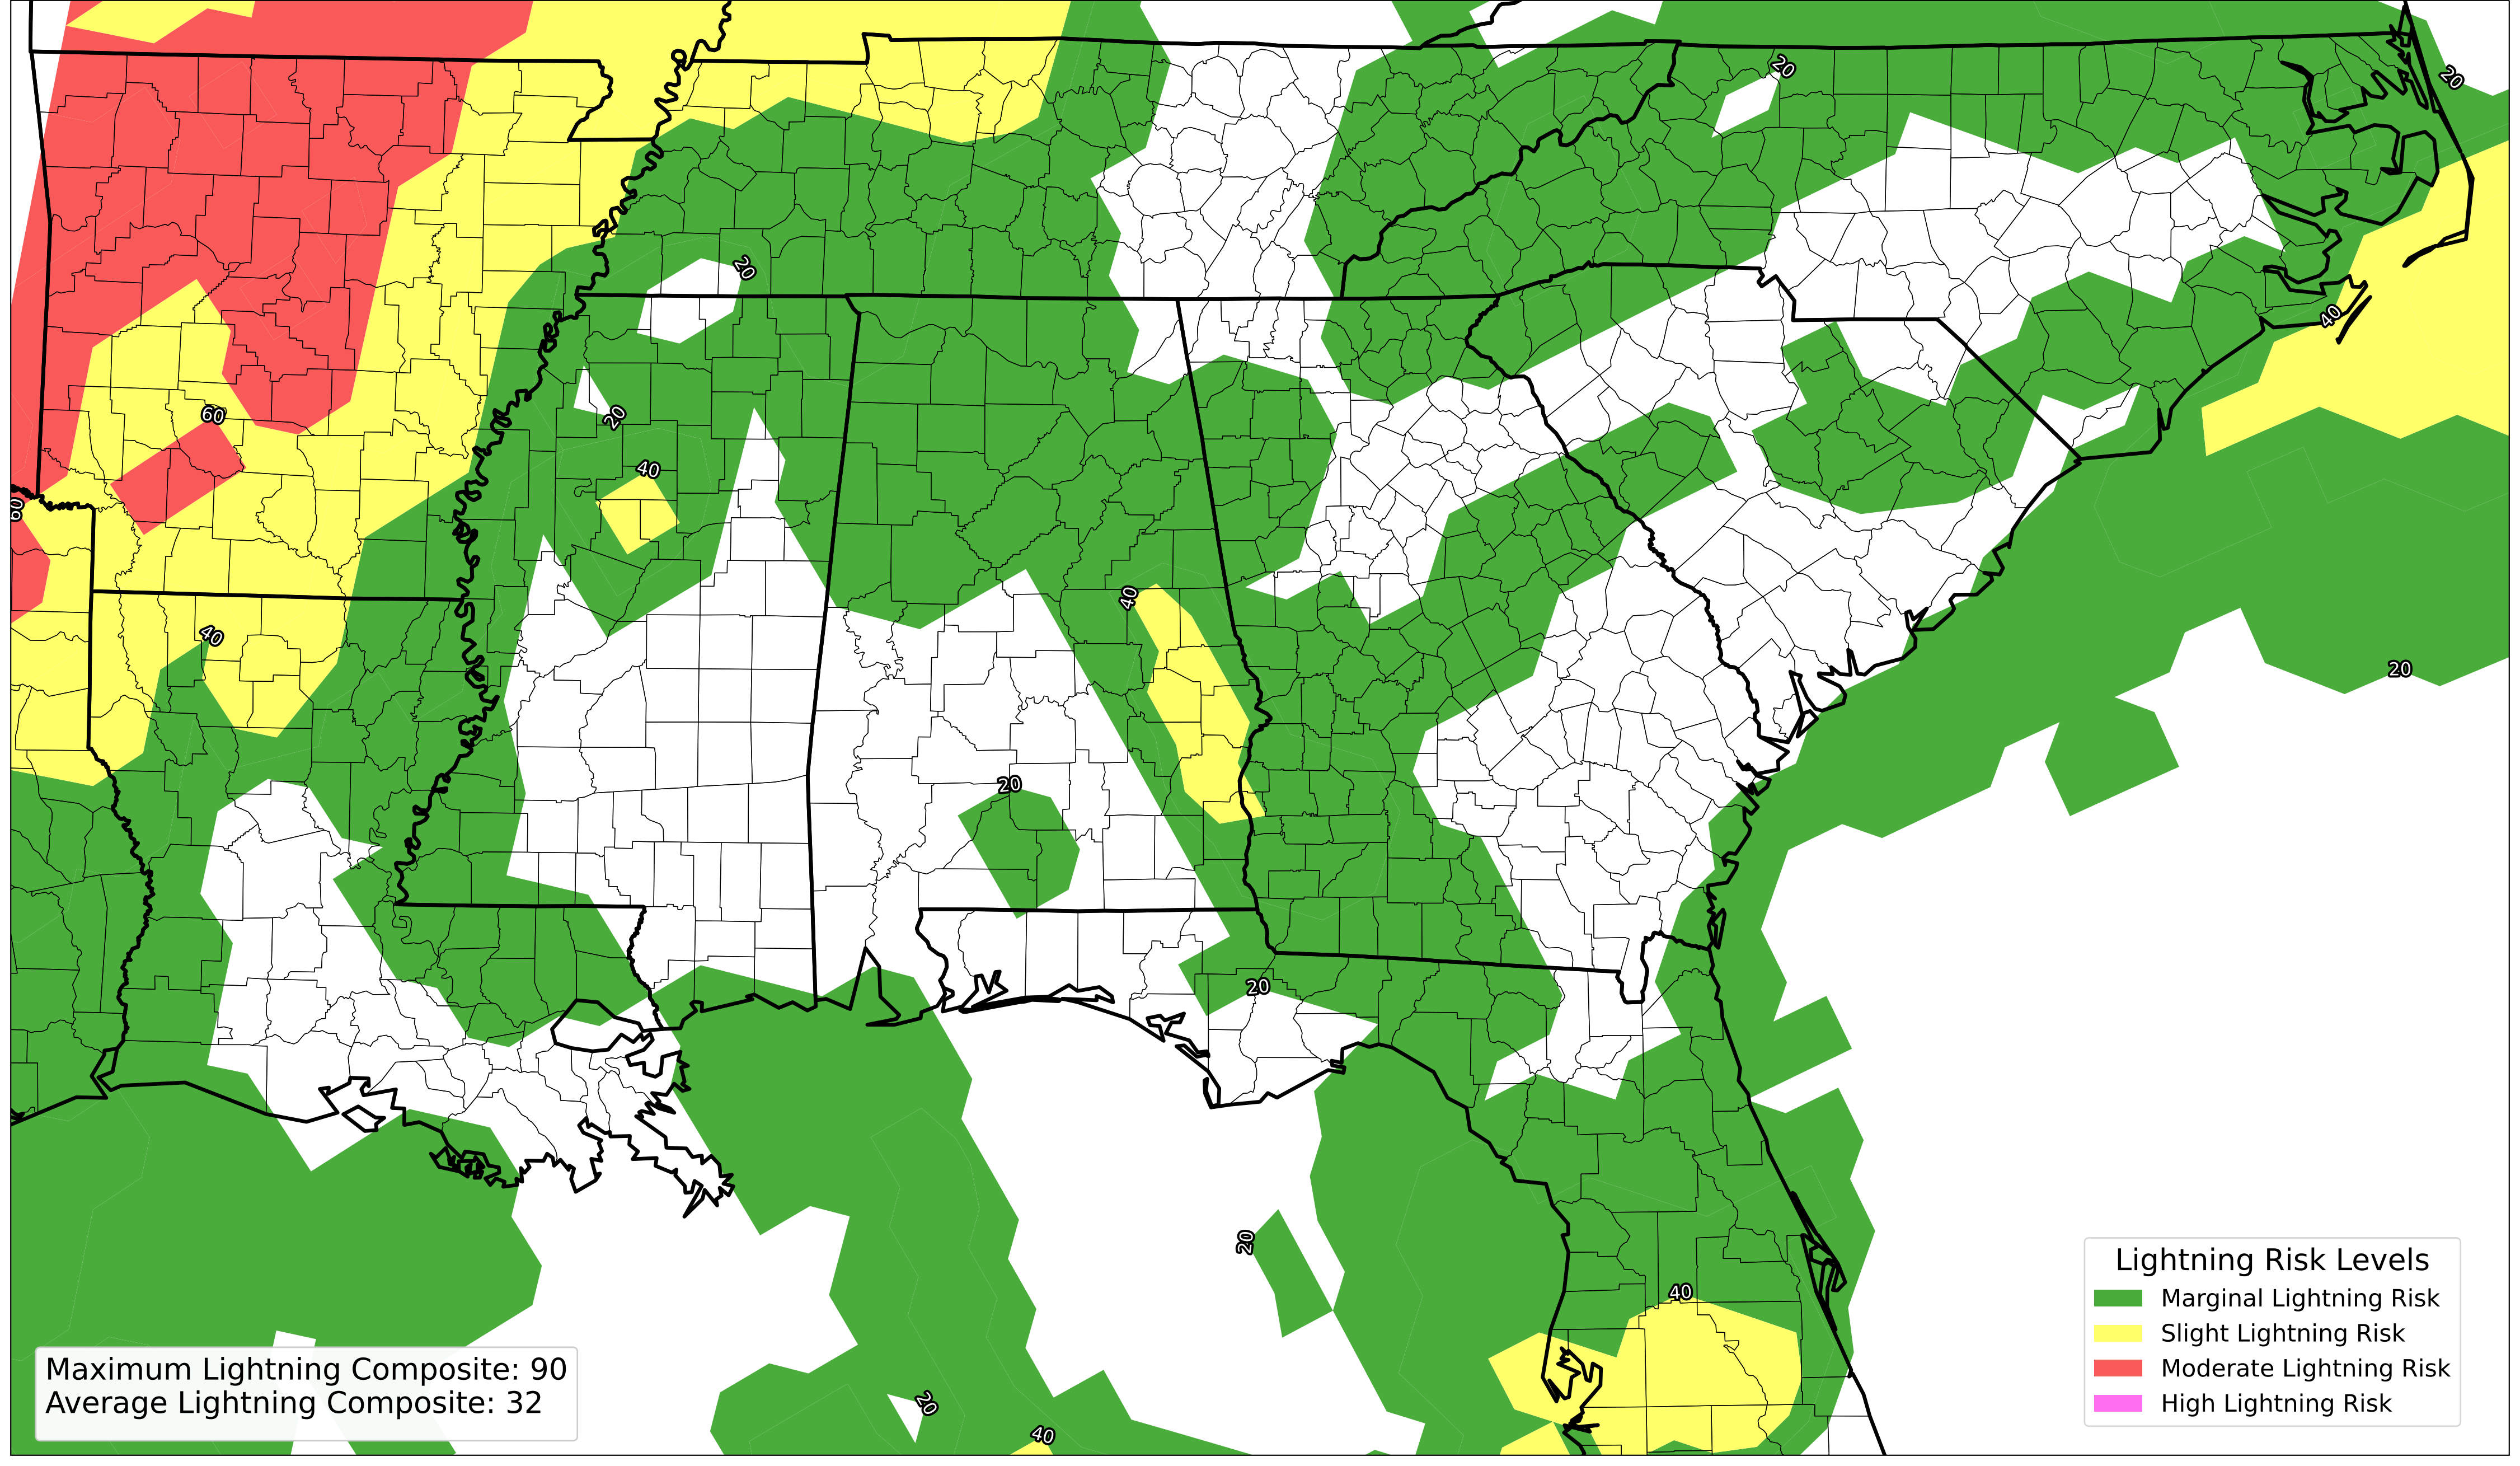 20
20
20
40
60
20
40
60
40
40
20
20
20
20
40
20
40
Lightning Risk Levels
Marginal Lightning Risk
Slight Lightning Risk
Moderate Lightning Risk
High Lightning Risk
Maximum Lightning Composite: 90
Average Lightning Composite: 32